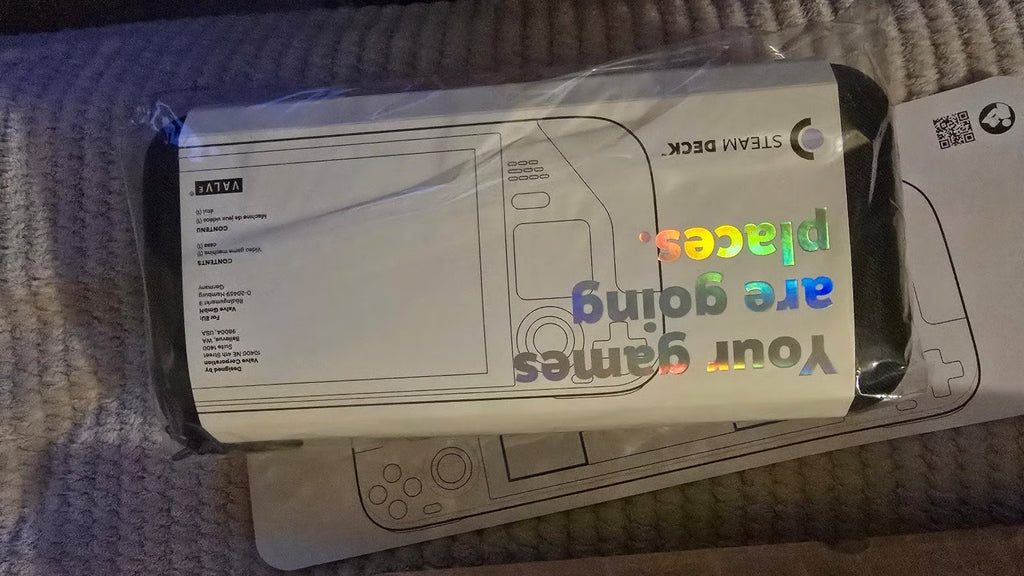 Your games
are going
places.
STEAM DECK™
Designed by
Valve Corporation
10400 NE 4th Street
Suite 1400
Bellevue, WA
98004, USA
For EU:
Valve GmbH
Rödingsmarkt 9
D-20459 Hamburg
Germany
CONTENTS
Video game machine (1)
case (1)
CONTENU
Machine de jeux vidéos (1)
étui (1)
VALVE®